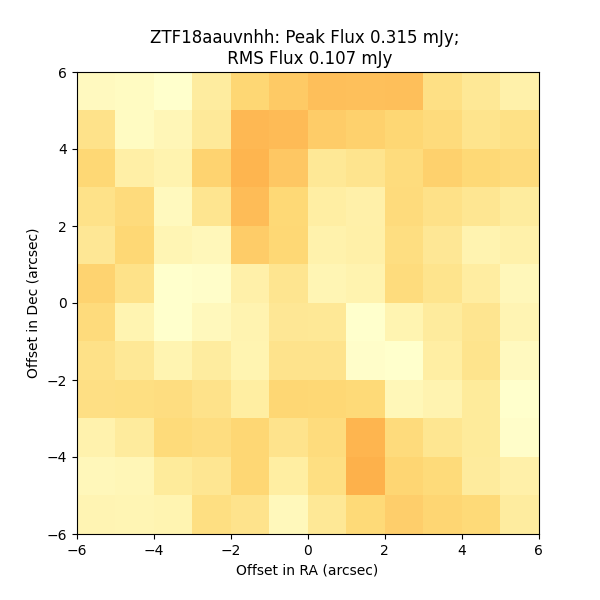 ZTF18aauvnhh: Peak Flux 0.315 mJy;
RMS Flux 0.107 mJy
6
4
2
0
−2
−4
−6
Offset in Dec (arcsec)
−6 −4 −2 0 2 4 6
Offset in RA (arcsec)